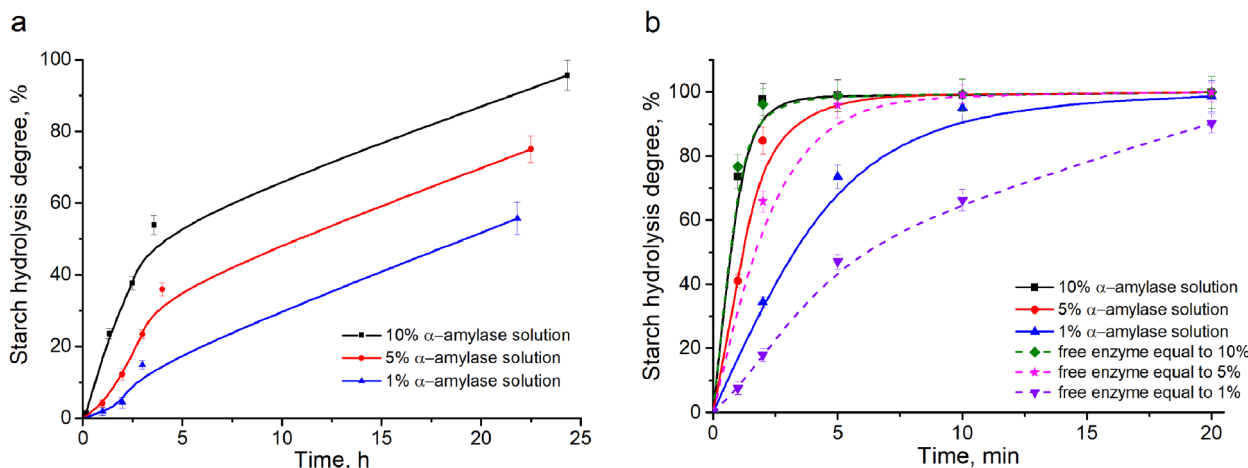 a
Starch hydrolysis degree, %
100
80
60
40
20
0
0
5
10
15
20
25
Time, h
10% α−amylase solution
5% α−amylase solution
1% α−amylase solution
b
Starch hydrolysis degree, %
100
80
60
40
20
0
0
5
10
15
20
Time, min
10% α−amylase solution
5% α−amylase solution
1% α−amylase solution
free enzyme equal to 10%
free enzyme equal to 5%
free enzyme equal to 1%